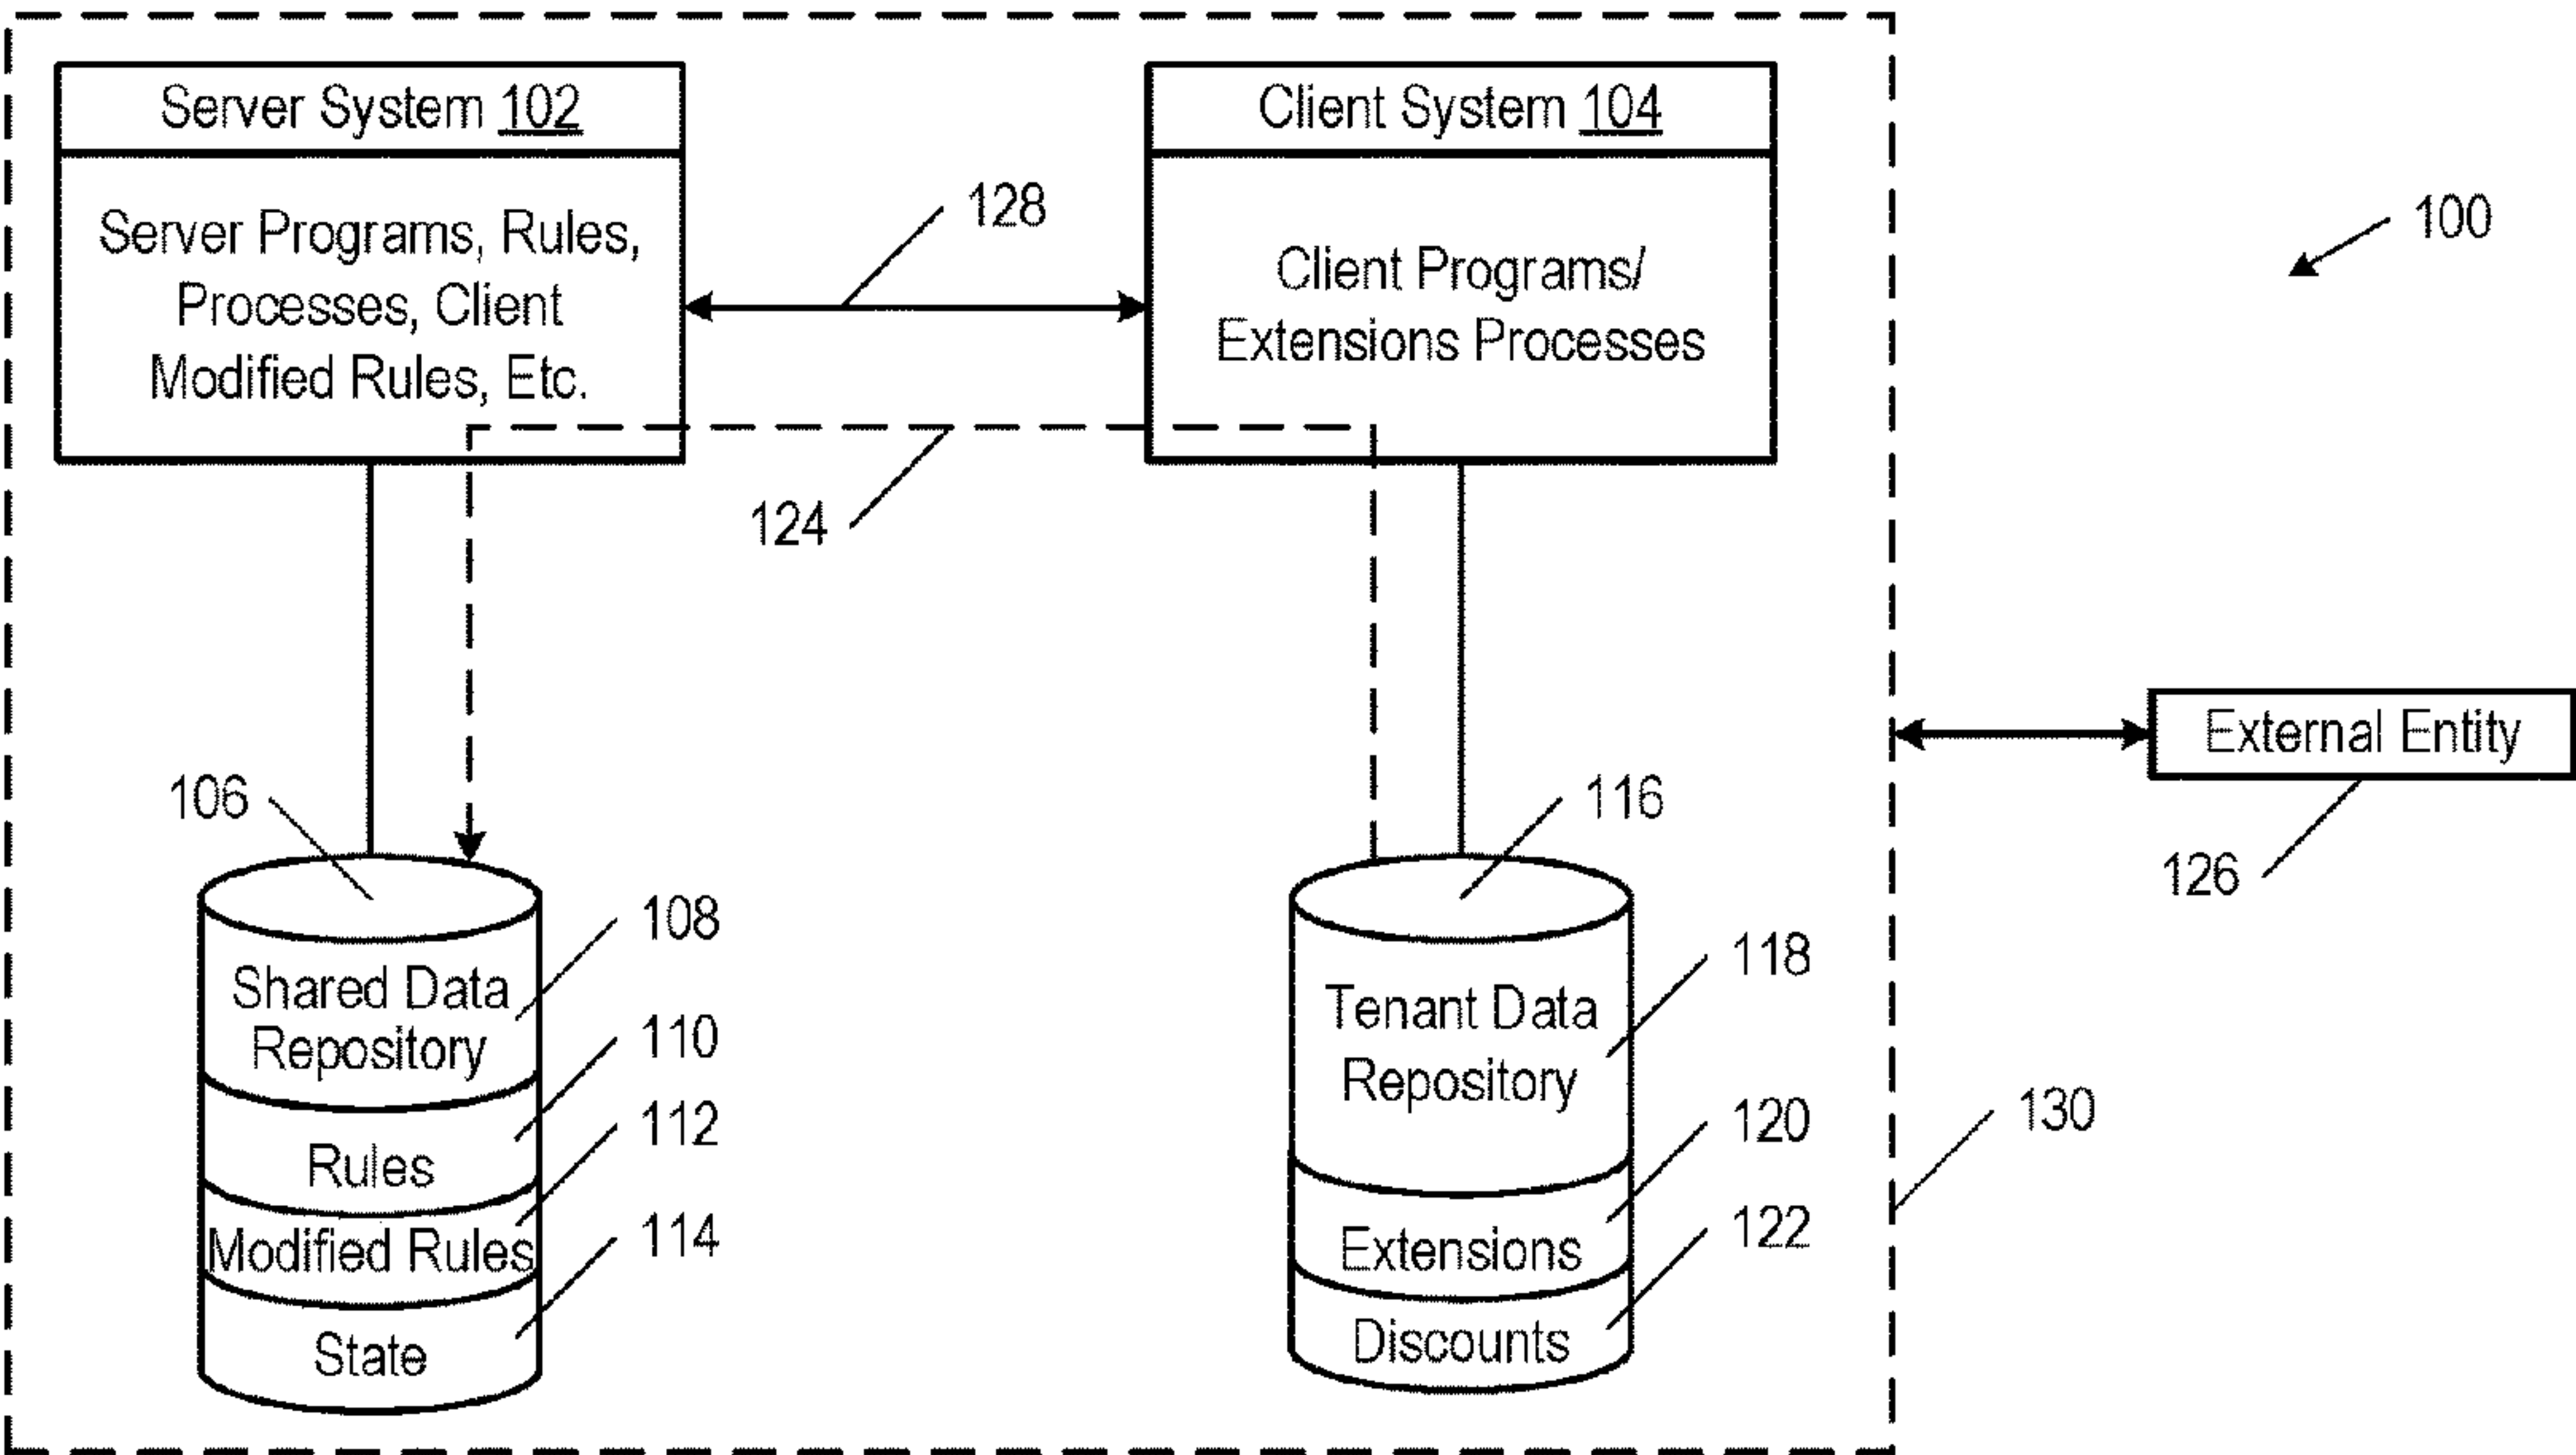 Server System 102
Server Programs, Rules,
Processes, Client
Modified Rules, Etc.
128
Client System 104
Client Programs/
Extensions Processes
100
124
External Entity
126
106
108
Shared Data
Repository
110
Rules
112
Modified Rules
114
State
116
118
Tenant Data
Repository
120
Extensions
122
Discounts
130